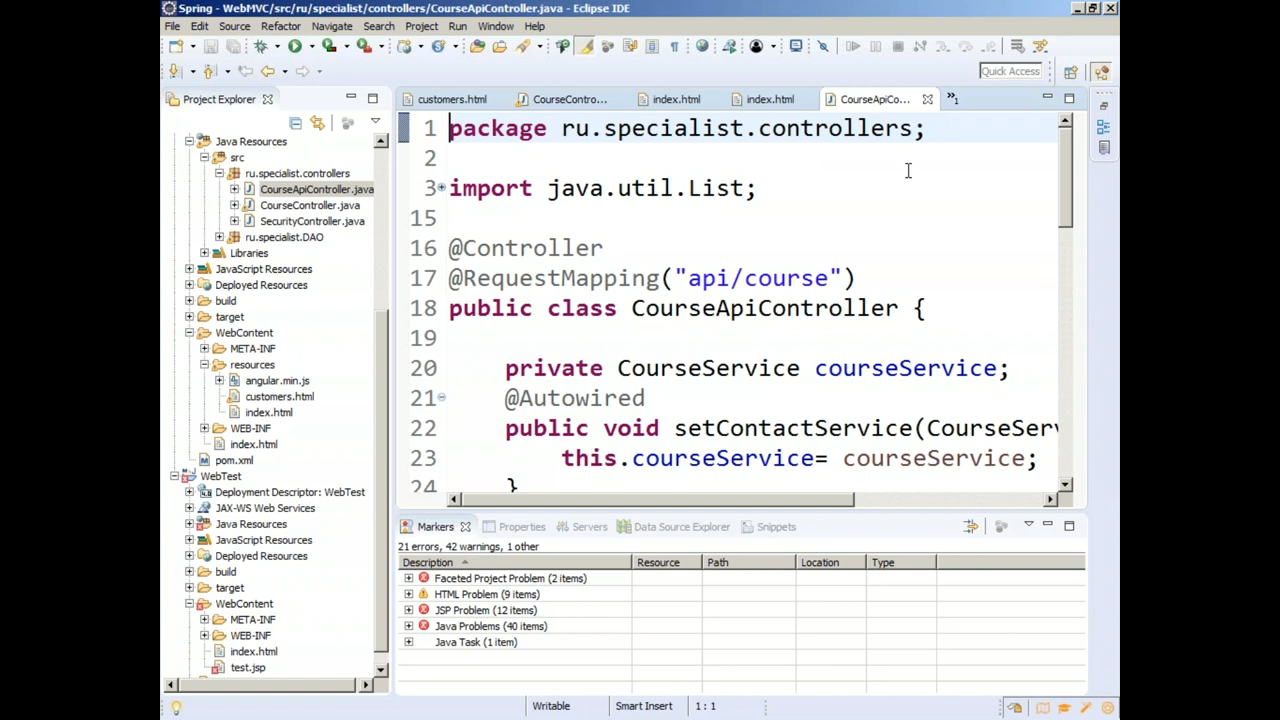 Spring - WebMVC/src/ru/specialist/controllers/CourseApiController.java - Eclipse IDE
File Edit Source Refactor Navigate Search Project Run Window Help
Quick Access
Project Explorer
Java Resources
src
ru.specialist.controllers
CourseApiController.java
CourseController.java
SecurityController.java
ru.specialist.DAO
Libraries
JavaScript Resources
Deployed Resources
build
target
WebContent
META-INF
resources
angular.min.js
customers.html
index.html
WEB-INF
index.html
pom.xml
WebTest
Deployment Descriptor: WebTest
JAX-WS Web Services
Java Resources
JavaScript Resources
Deployed Resources
build
target
WebContent
META-INF
WEB-INF
index.html
test.jsp
customers.html CourseContro... index.html index.html CourseApiCo... »1
1 package ru.specialist.controllers;
2
3 import java.util.List;
15
16 @Controller
17 @RequestMapping("api/course")
18 public class CourseApiController {
19
20 private CourseService courseService;
21 @Autowired
22 public void setContactService(CourseServ
23 this.courseService= courseService;
24 }
Markers Properties Servers Data Source Explorer Snippets
21 errors, 42 warnings, 1 other
Description Resource Path Location Type
Faceted Project Problem (2 items)
HTML Problem (9 items)
JSP Problem (12 items)
Java Problems (40 items)
Java Task (1 item)
Writable Smart Insert 1 : 1